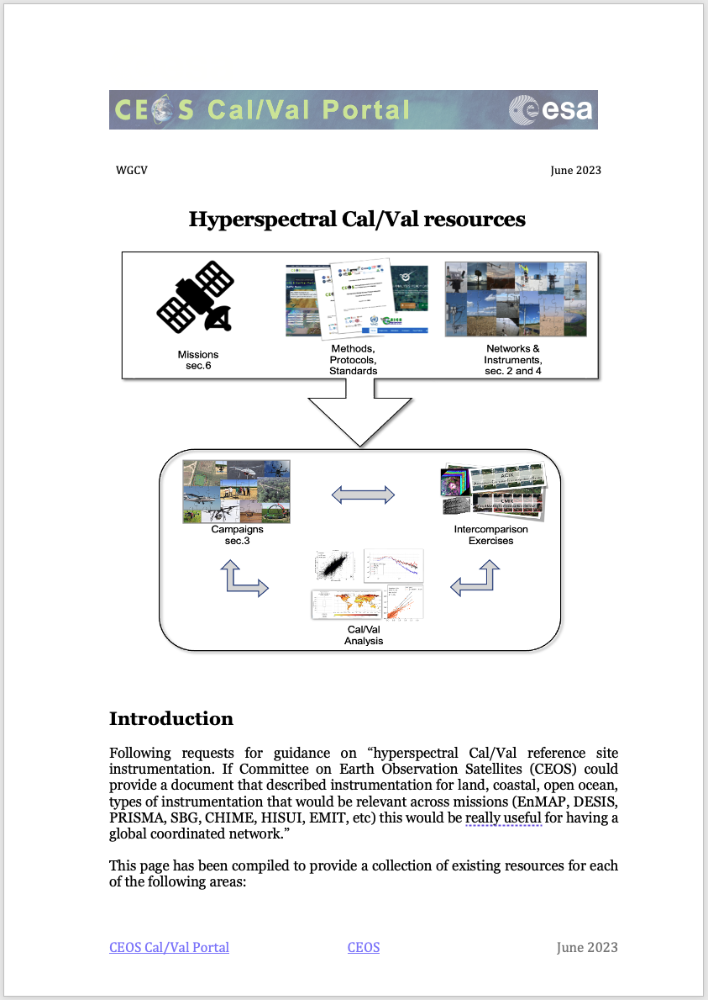 CEOS Cal/Val Portal
esa
WGCV
June 2023
Hyperspectral Cal/Val resources
Missions
sec.6
Methods,
Protocols,
Standards
Networks &
Instruments,
sec. 2 and 4
Campaigns
sec.3
ACIX
CMIX
Intercomparison
Exercises
Cal/Val
Analysis
Introduction
Following requests for guidance on “hyperspectral Cal/Val reference site
instrumentation. If Committee on Earth Observation Satellites (CEOS) could
provide a document that described instrumentation for land, coastal, open ocean,
types of instrumentation that would be relevant across missions (EnMAP, DESIS,
PRISMA, SBG, CHIME, HISUI, EMIT, etc) this would be really useful for having a
global coordinated network.”
This page has been compiled to provide a collection of existing resources for each
of the following areas:
CEOS Cal/Val Portal
CEOS
June 2023